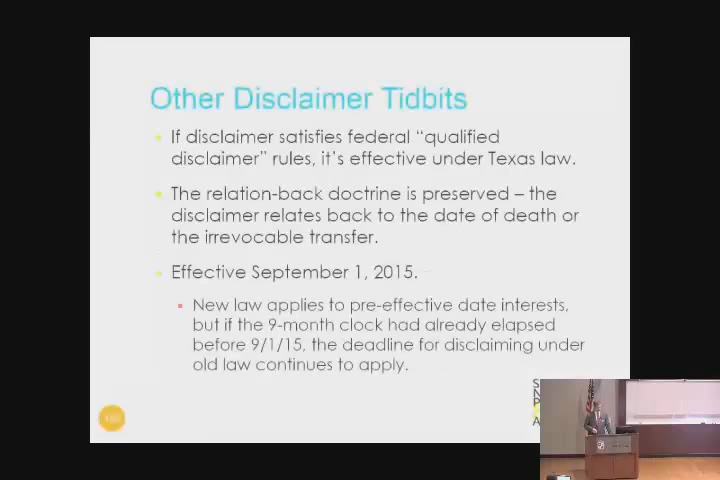 Other Disclaimer Tidbits
If disclaimer satisfies federal “qualified
disclaimer” rules, it’s effective under Texas law.
The relation-back doctrine is preserved – the
disclaimer relates back to the date of death or
the irrevocable transfer.
Effective September 1, 2015.
New law applies to pre-effective date interests,
but if the 9-month clock had already elapsed
before 9/1/15, the deadline for disclaiming under
old law continues to apply.
S
N
P
A